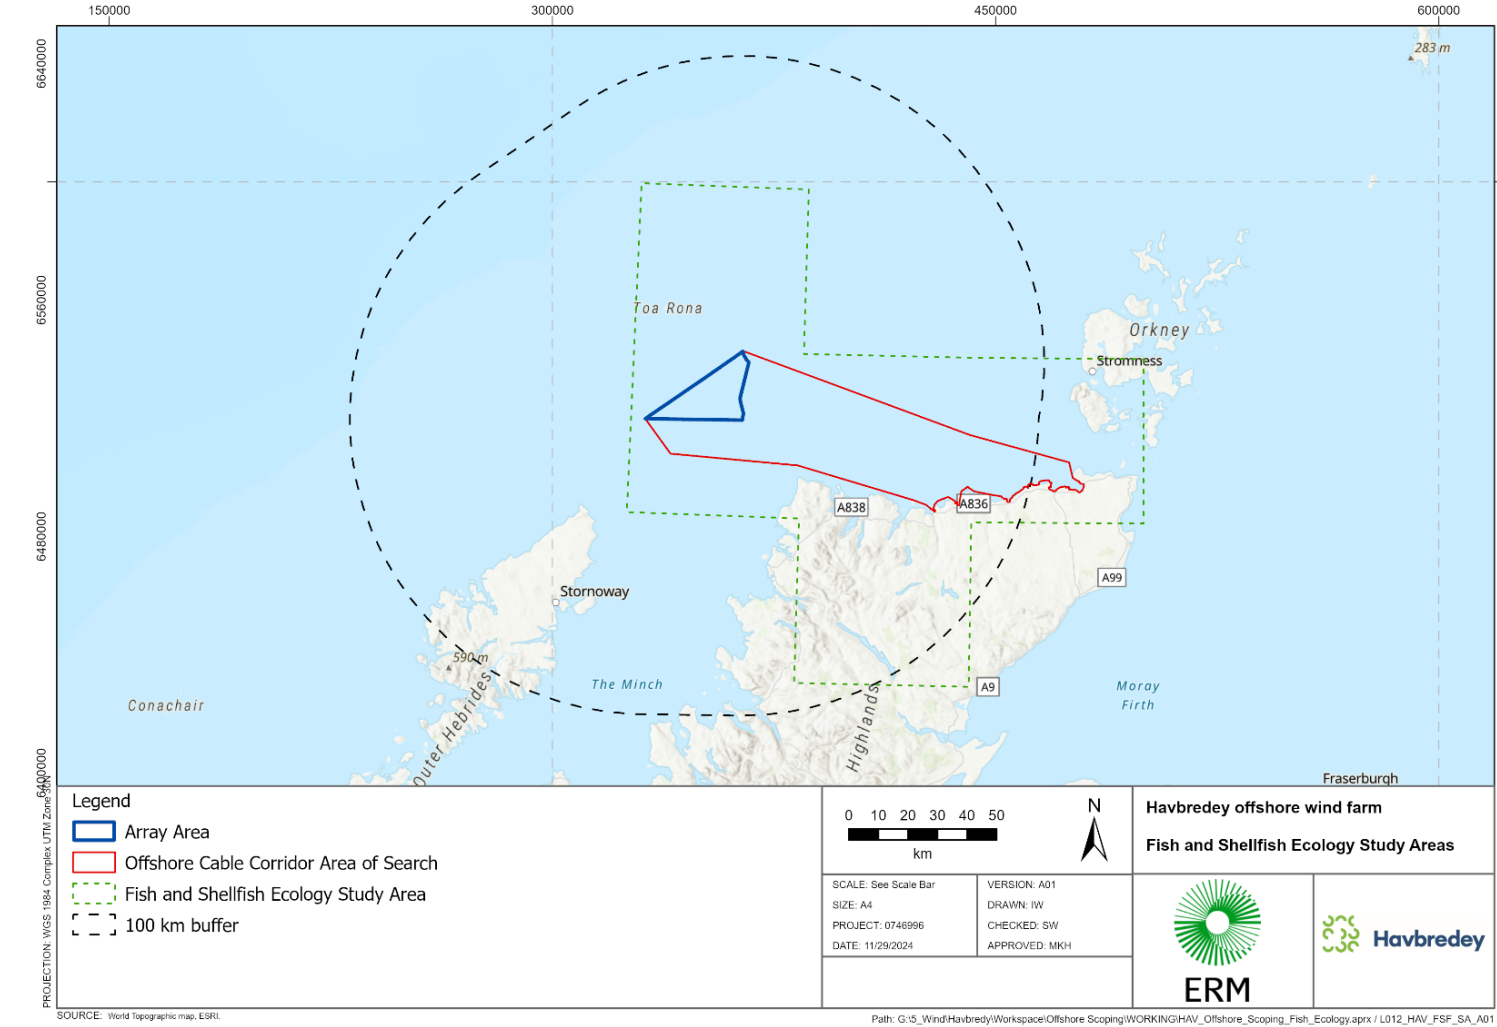 150000
300000
450000
600000
6640000
283 m
6560000
Toa Rona
Orkney
Stromness
6480000
A838
A836
A99
Stornoway
590 m
The Minch
A9
Moray
Firth
Conachair
Outer Hebrides
Highlands
6400000
Fraserburgh
Legend
Array Area
Offshore Cable Corridor Area of Search
Fish and Shellfish Ecology Study Area
100 km buffer
0 10 20 30 40 50
km
N
Havbredey offshore wind farm
Fish and Shellfish Ecology Study Areas
SCALE: See Scale Bar
SIZE: A4
PROJECT: 0746996
DATE: 11/29/2024
VERSION: A01
DRAWN: IW
CHECKED: SW
APPROVED: MKH
ERM
Havbredey
PROJECTION: WGS 1984 Complex UTM Zone 30N
SOURCE: World Topographic map, ESRI.
Path: G:\5_Wind\Havbredy\Workspace\Offshore Scoping\WORKING\HAV_Offshore_Scoping_Fish_Ecology.aprx / L012_HAV_FSF_SA_A01